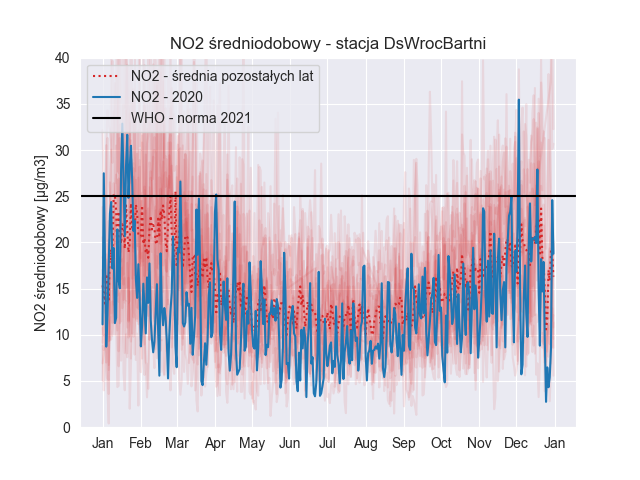 NO2 średniodobowy - stacja DsWrocBartni
NO2 - średnia pozostałych lat
NO2 - 2020
WHO - norma 2021
NO2 średniodobowy [µg/m3]
40
35
30
25
20
15
10
5
0
Jan Feb Mar Apr May Jun Jul Aug Sep Oct Nov Dec Jan